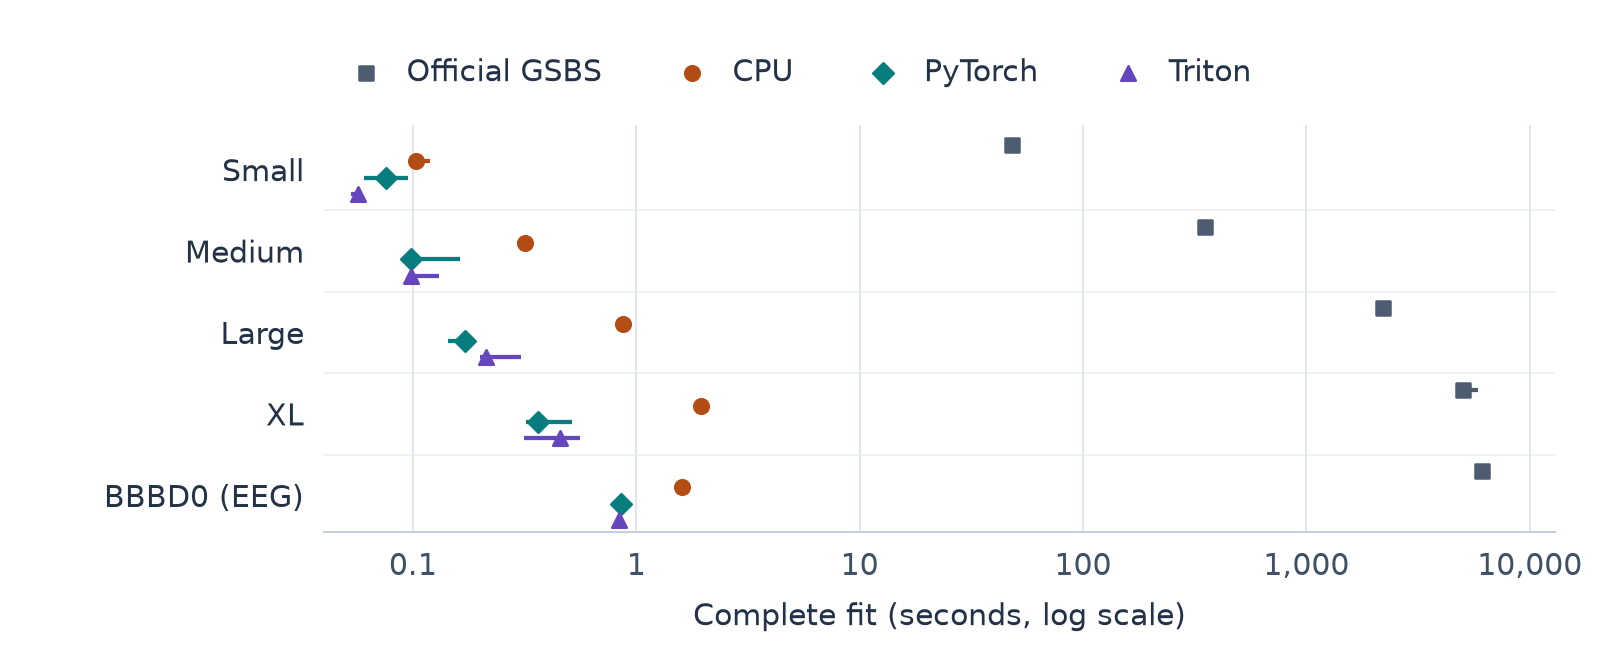 Official GSBS CPU PyTorch Triton
Small
Medium
Large
XL
BBBD0 (EEG)
0.1 1 10 100 1,000 10,000
Complete fit (seconds, log scale)